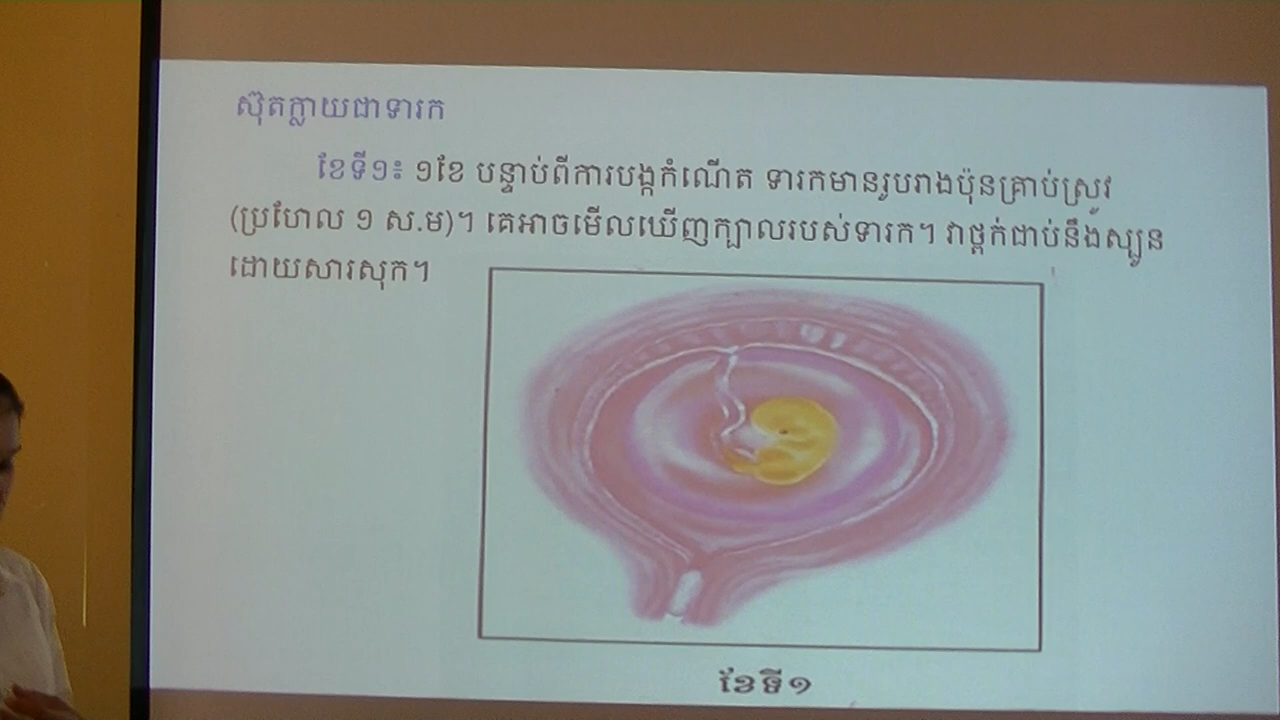 ស៊ុតក្លាយជាទារក
ខែទី១៖ ១ខែ បន្ទាប់ពីការបង្កកំណើត ទារកមានរូបរាងប៉ុនគ្រាប់ស្រូវ
(ប្រហែល ១ ស.ម)។ គេអាចមើលឃើញក្បាលរបស់ទារក។ វាថ្ពក់ជាប់នឹងស្បូន
ដោយសារសុក។
ខែទី១